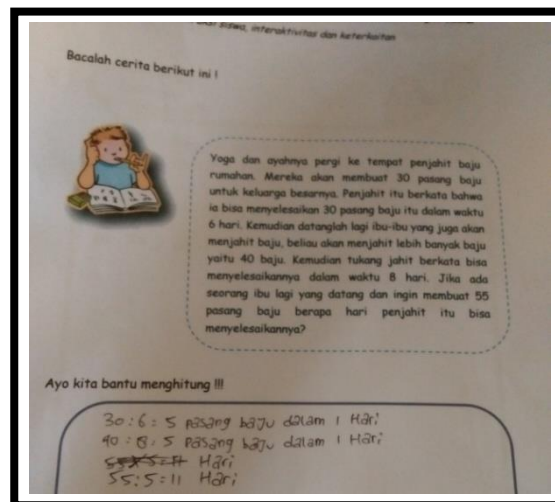 siswa, interaktivitas dan keterkaitan
Bacalah cerita berikut ini !
Yoga dan ayahnya pergi ke tempat penjahit baju
rumahan. Mereka akan membuat 30 pasang baju
untuk keluarga besarnya. Penjahit itu berkata bahwa
ia bisa menyelesaikan 30 pasang baju itu dalam waktu
6 hari. Kemudian datanglah lagi ibu-ibu yang juga akan
menjahit baju, beliau akan menjahit lebih banyak baju
yaitu 40 baju. Kemudian tukang jahit berkata bisa
menyelesaikannya dalam waktu 8 hari. Jika ada
seorang ibu lagi yang datang dan ingin membuat 55
pasang baju berapa hari penjahit itu bisa
menyelesaikannya?
Ayo kita bantu menghitung !!!
30 : 6 = 5 pasang baju dalam 1 Hari
40 : 8 = 5 pasang baju dalam 1 Hari
Hari
55 : 5 = 11 Hari